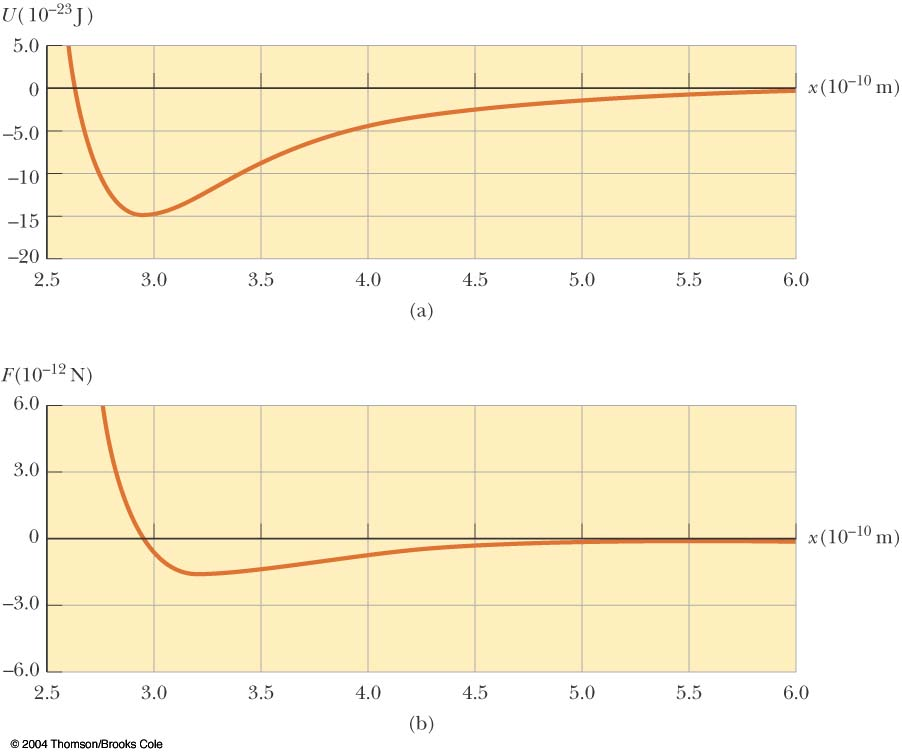 U(10–23 J)
5.0
0
–5.0
–10
–15
–20
x(10–10 m)
2.5 3.0 3.5 4.0 4.5 5.0 5.5 6.0
(a)
F(10–12 N)
6.0
3.0
0
–3.0
–6.0
x(10–10 m)
2.5 3.0 3.5 4.0 4.5 5.0 5.5 6.0
(b)
© 2004 Thomson/Brooks Cole